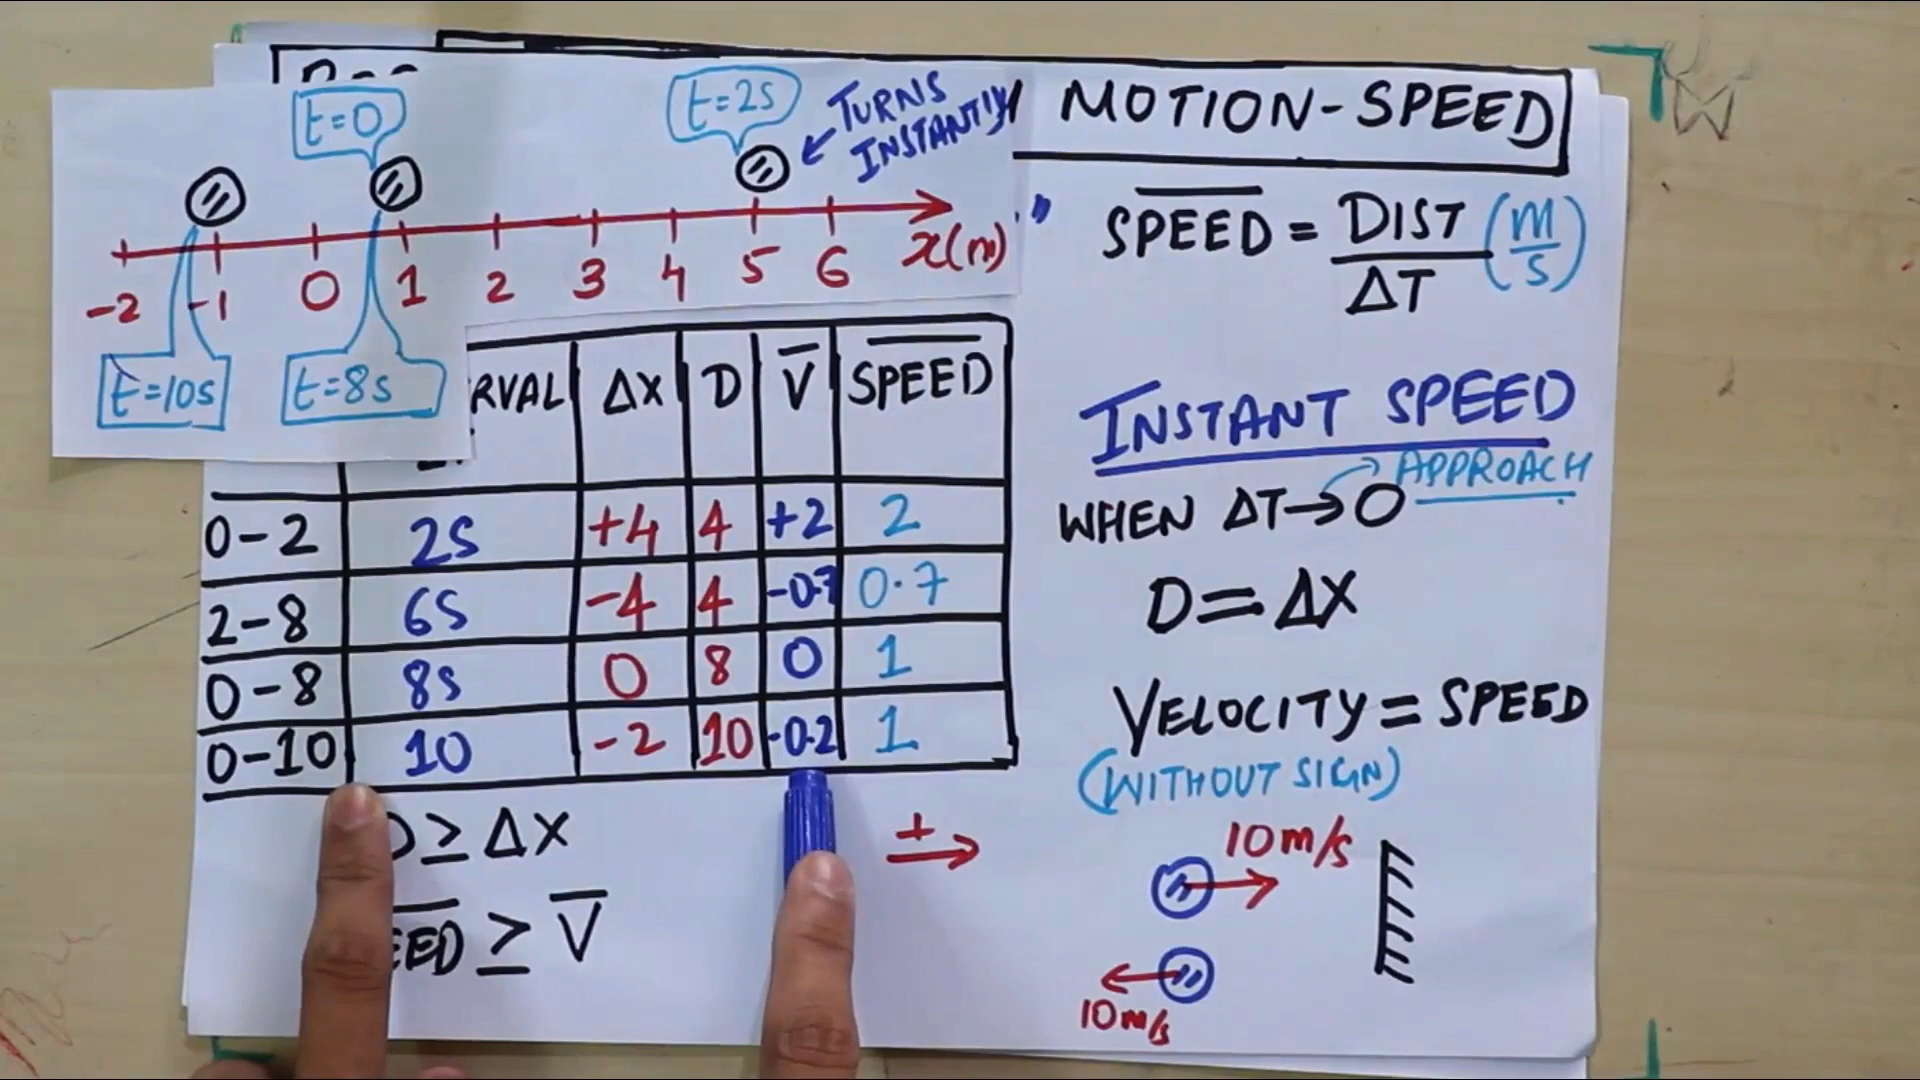 MOTION-SPEED
t=0
t=2s
TURNS
INSTANTLY
-2 -1 0 1 2 3 4 5 6 x(m)
t=10s
t=8s
SPEED = DIST/ΔT (m/s)
RVAL ΔX D V̅ SPEED
0-2 2s +4 4 +2 2
2-8 6s -4 4 -0.7 0.7
0-8 8s 0 8 0 1
0-10 10 -2 10 -0.2 1
D ≥ ΔX
EED ≥ V̅
+
INSTANT SPEED
APPROACH
WHEN ΔT→0
D = ΔX
VELOCITY = SPEED
(WITHOUT SIGN)
10m/s
10m/s